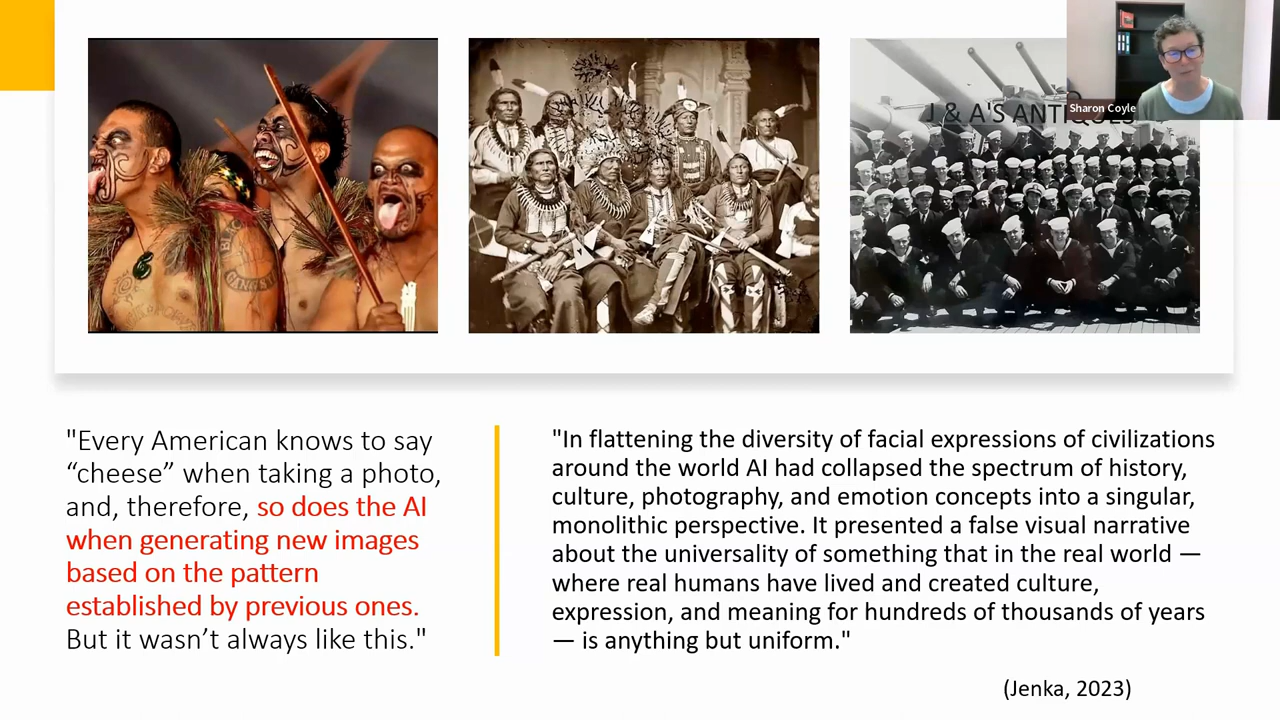 J & A'S ANTIQUES
Sharon Coyle
"Every American knows to say
“cheese” when taking a photo,
and, therefore, so does the AI
when generating new images
based on the pattern
established by previous ones.
But it wasn’t always like this."
"In flattening the diversity of facial expressions of civilizations
around the world AI had collapsed the spectrum of history,
culture, photography, and emotion concepts into a singular,
monolithic perspective. It presented a false visual narrative
about the universality of something that in the real world —
where real humans have lived and created culture,
expression, and meaning for hundreds of thousands of years
— is anything but uniform."
(Jenka, 2023)